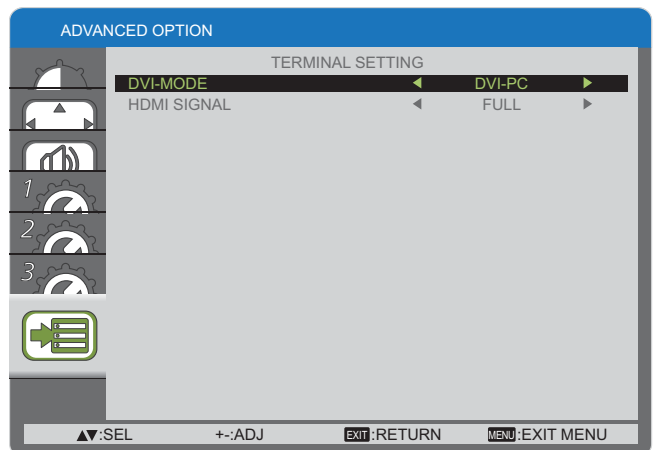 ADVANCED OPTION
TERMINAL SETTING
DVI-MODE ◀ DVI-PC ▶
HDMI SIGNAL ◀ FULL ▶
1
2
3
▲▼:SEL +-:ADJ EXIT:RETURN MENU:EXIT MENU